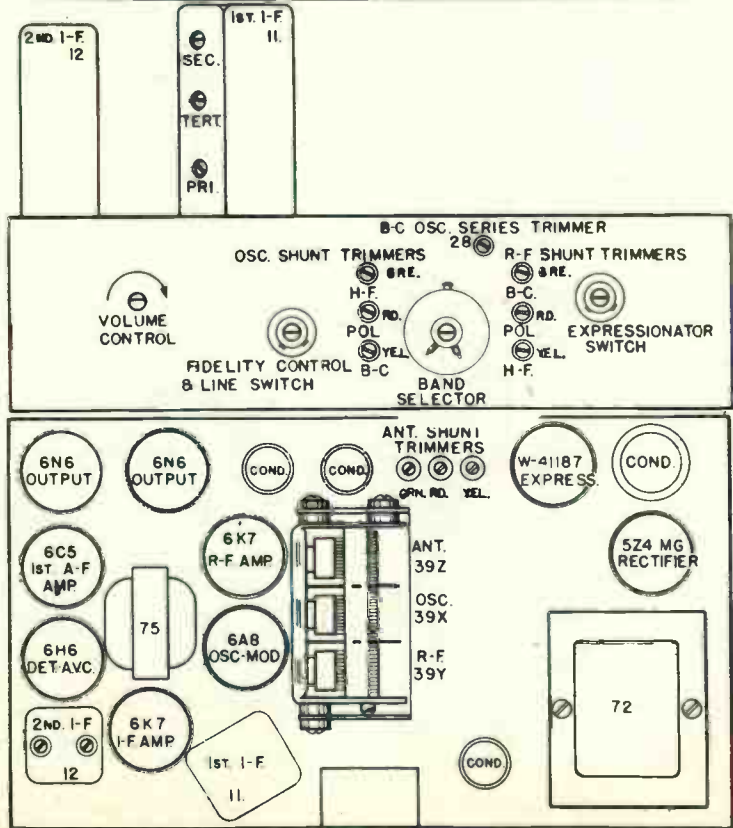 2ND. I-F.
12
SEC.
TERT.
PRI.
1ST. I-F.
11.
B-C OSC. SERIES TRIMMER
28
OSC. SHUNT TRIMMERS
GRE.
H-F.
RD.
POL
YEL.
B-C
R-F SHUNT TRIMMERS
GRE.
B-C.
RD.
POL
YEL.
H-F.
VOLUME
CONTROL
FIDELITY CONTROL
& LINE SWITCH
BAND
SELECTOR
EXPRESSIONATOR
SWITCH
6N6
OUTPUT
6N6
OUTPUT
COND.
COND.
ANT. SHUNT
TRIMMERS
GRN. RD. YEL.
W-41187
EXPRESS.
COND.
6C5
1ST A-F
AMP.
6K7
R-F AMP.
ANT.
39Z
5Z4 MG
RECTIFIER
75
OSC.
39X
6H6
DET-A.V.C.
6A8
OSC-MOD
R-F.
39Y
72
2ND. I-F
12
6K7
I-F AMP.
1ST. I-F
11.
COND.